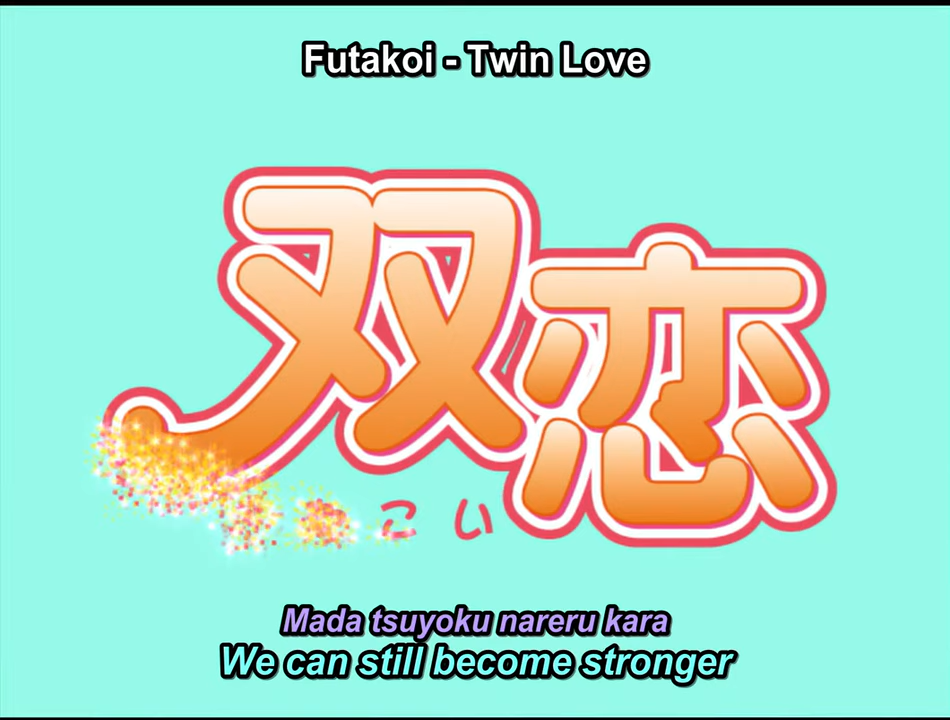 Futakoi - Twin Love
双恋
こい
Mada tsuyoku nareru kara
We can still become stronger